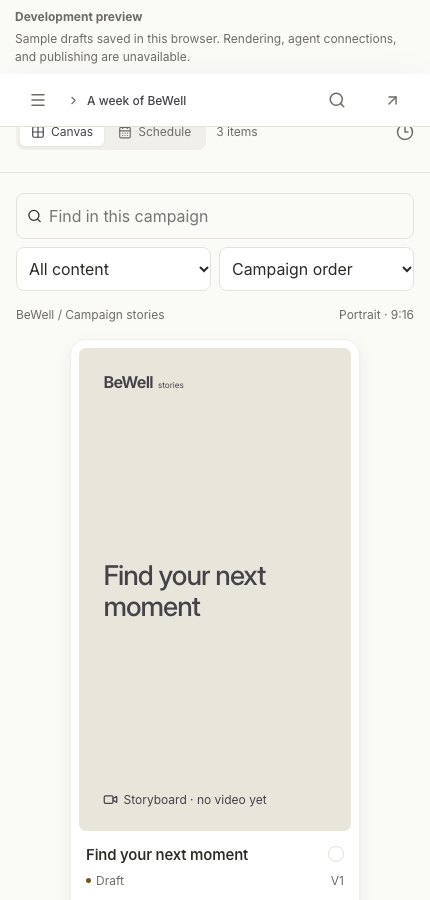 Development preview
Sample drafts saved in this browser. Rendering, agent connections,
and publishing are unavailable.
A week of BeWell
Canvas Schedule 3 items
Find in this campaign
All content Campaign order
BeWell / Campaign stories Portrait · 9:16
BeWell stories
Find your next
moment
Storyboard · no video yet
Find your next moment
Draft V1